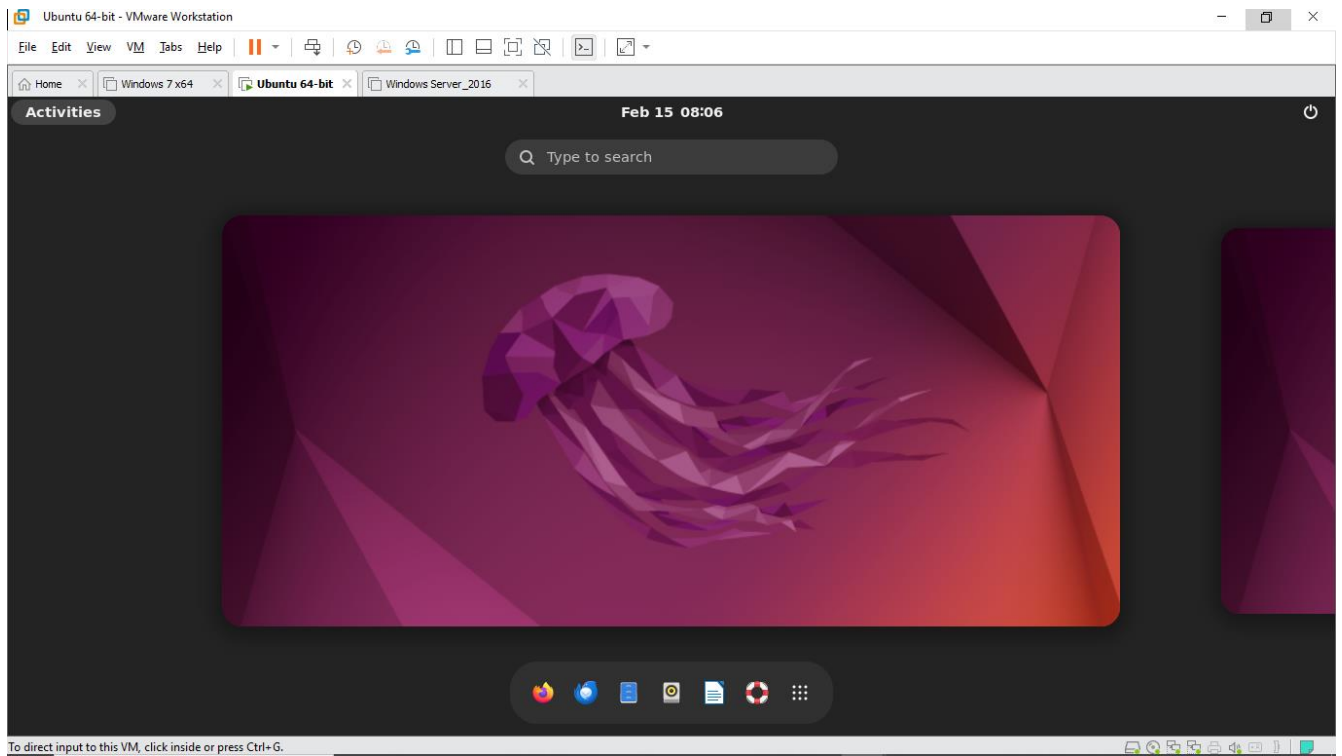 Ubuntu 64-bit - VMware Workstation
File Edit View VM Tabs Help
Home Windows 7 x64 Ubuntu 64-bit Windows Server_2016
Activities Feb 15 08:06
Type to search
To direct input to this VM, click inside or press Ctrl+G.